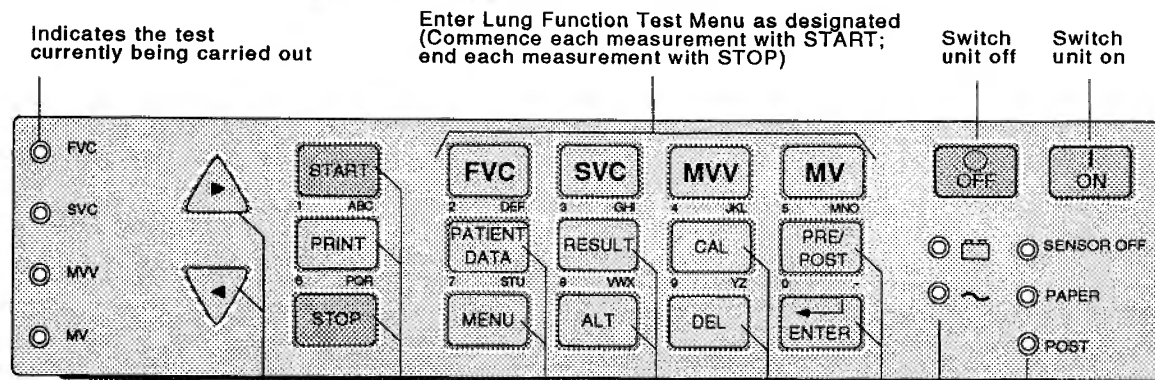 Indicates the test
currently being carried out
Enter Lung Function Test Menu as designated
(Commence each measurement with START;
end each measurement with STOP)
Switch
unit off
Switch
unit on
FVC
SVC
MVV
MV
START
FVC
SVC
MVV
MV
OFF
ON
1 ABC
2 DEF
3 GHI
4 JKL
5 MNO
PRINT
PATIENT
DATA
RESULT
CAL
PRE/
POST
6 PQR
7 STU
8 VWX
9 YZ
0 -
STOP
MENU
ALT
DEL
ENTER
SENSOR OFF
PAPER
POST